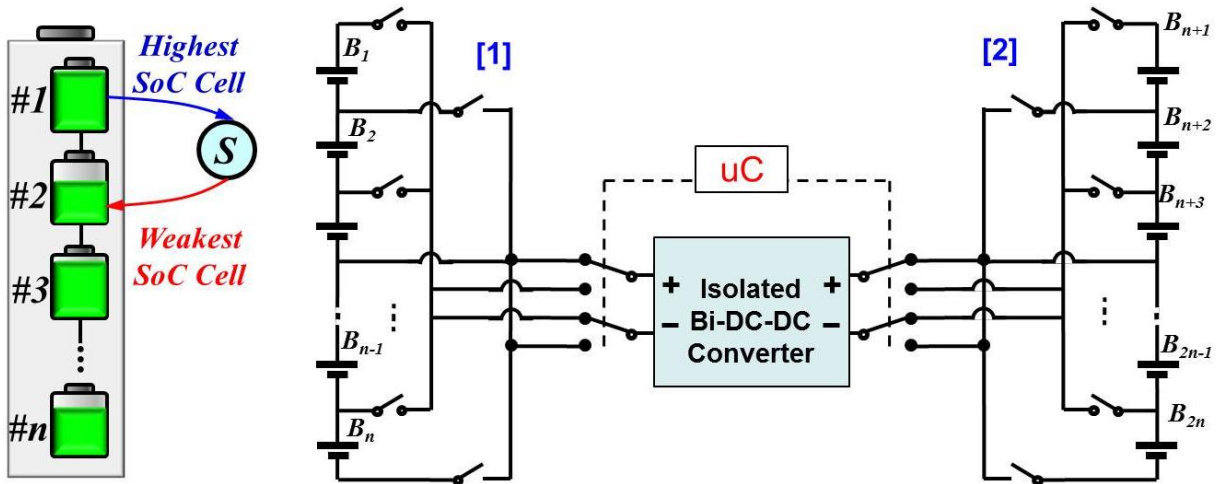 Highest
SoC Cell
#1
S
#2
Weakest
SoC Cell
#3
#n
B1
[1]
B2
Bn-1
Bn
uC
+ Isolated +
− Bi-DC-DC −
Converter
[2]
Bn+1
Bn+2
Bn+3
B2n-1
B2n